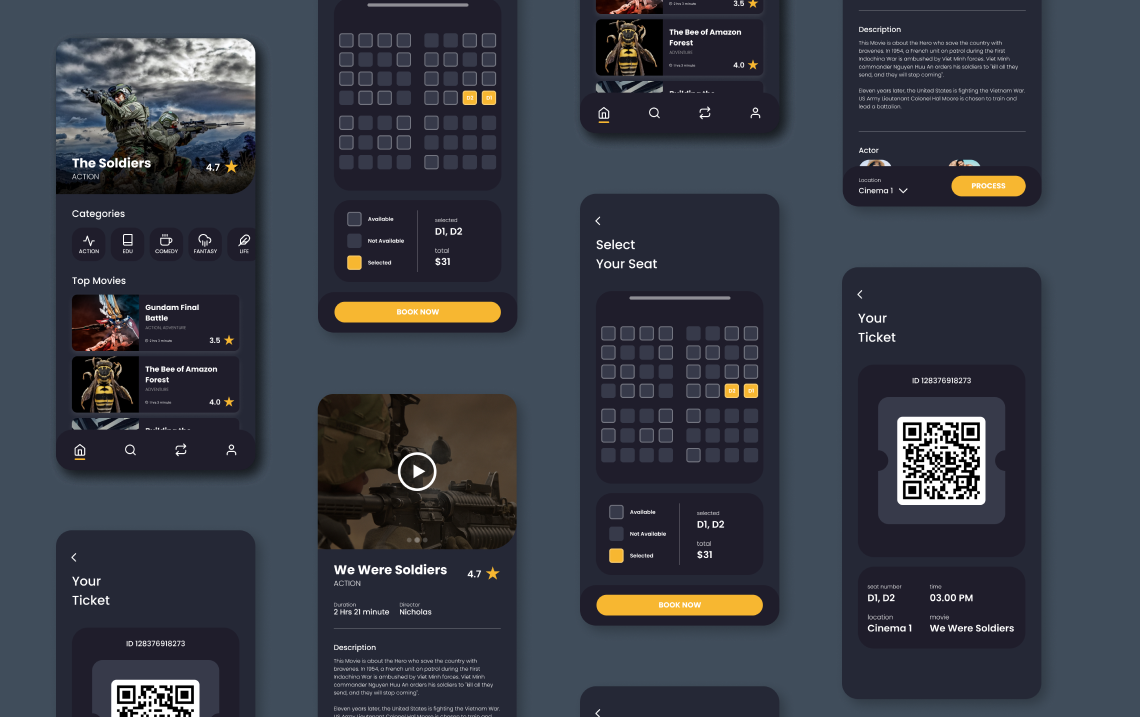 The Soldiers
4.7
ACTION
Categories
ACTION
EDU
COMEDY
FANTASY
LIFE
Top Movies
Gundam Final
Battle
ACTION, ADVENTURE
2 hrs 2 minute
3.5
The Bee of Amazon
Forest
ADVENTURE
1 hrs 2 minute
4.0
Building the
Your
Ticket
ID 128376918273
D2
D1
Available
Not Available
Selected
selected
D1, D2
total
$31
BOOK NOW
We Were Soldiers
4.7
ACTION
Duration
Director
2 Hrs 21 minute
Nicholas
Description
This Movie is about the Hero who save the country with
bravenes. In 1954, a French unit on patrol during the First
Indochina War is ambushed by Viet Minh forces. Viet Minh
commander Nguyen Huu An orders his soldiers to "kill all they
send, and they will stop coming".
Eleven years later, the United States is fighting the Vietnam War.
US Army Lieutenant Colonel Hal Moore is chosen to train and
3.5
The Bee of Amazon
Forest
ADVENTURE
1 hrs 2 minute
4.0
Building the
Select
Your Seat
D2
D1
Available
Not Available
Selected
selected
D1, D2
total
$31
BOOK NOW
Description
This Movie is about the Hero who save the country with
bravenes. In 1954, a French unit on patrol during the First
Indochina War is ambushed by Viet Minh forces. Viet Minh
commander Nguyen Huu An orders his soldiers to "kill all they
send, and they will stop coming".
Eleven years later, the United States is fighting the Vietnam War.
US Army Lieutenant Colonel Hal Moore is chosen to train and
lead a battalion.
Actor
Location
Cinema 1
PROCESS
Your
Ticket
ID 128376918273
seat number
time
D1, D2
03.00 PM
location
movie
Cinema 1
We Were Soldiers